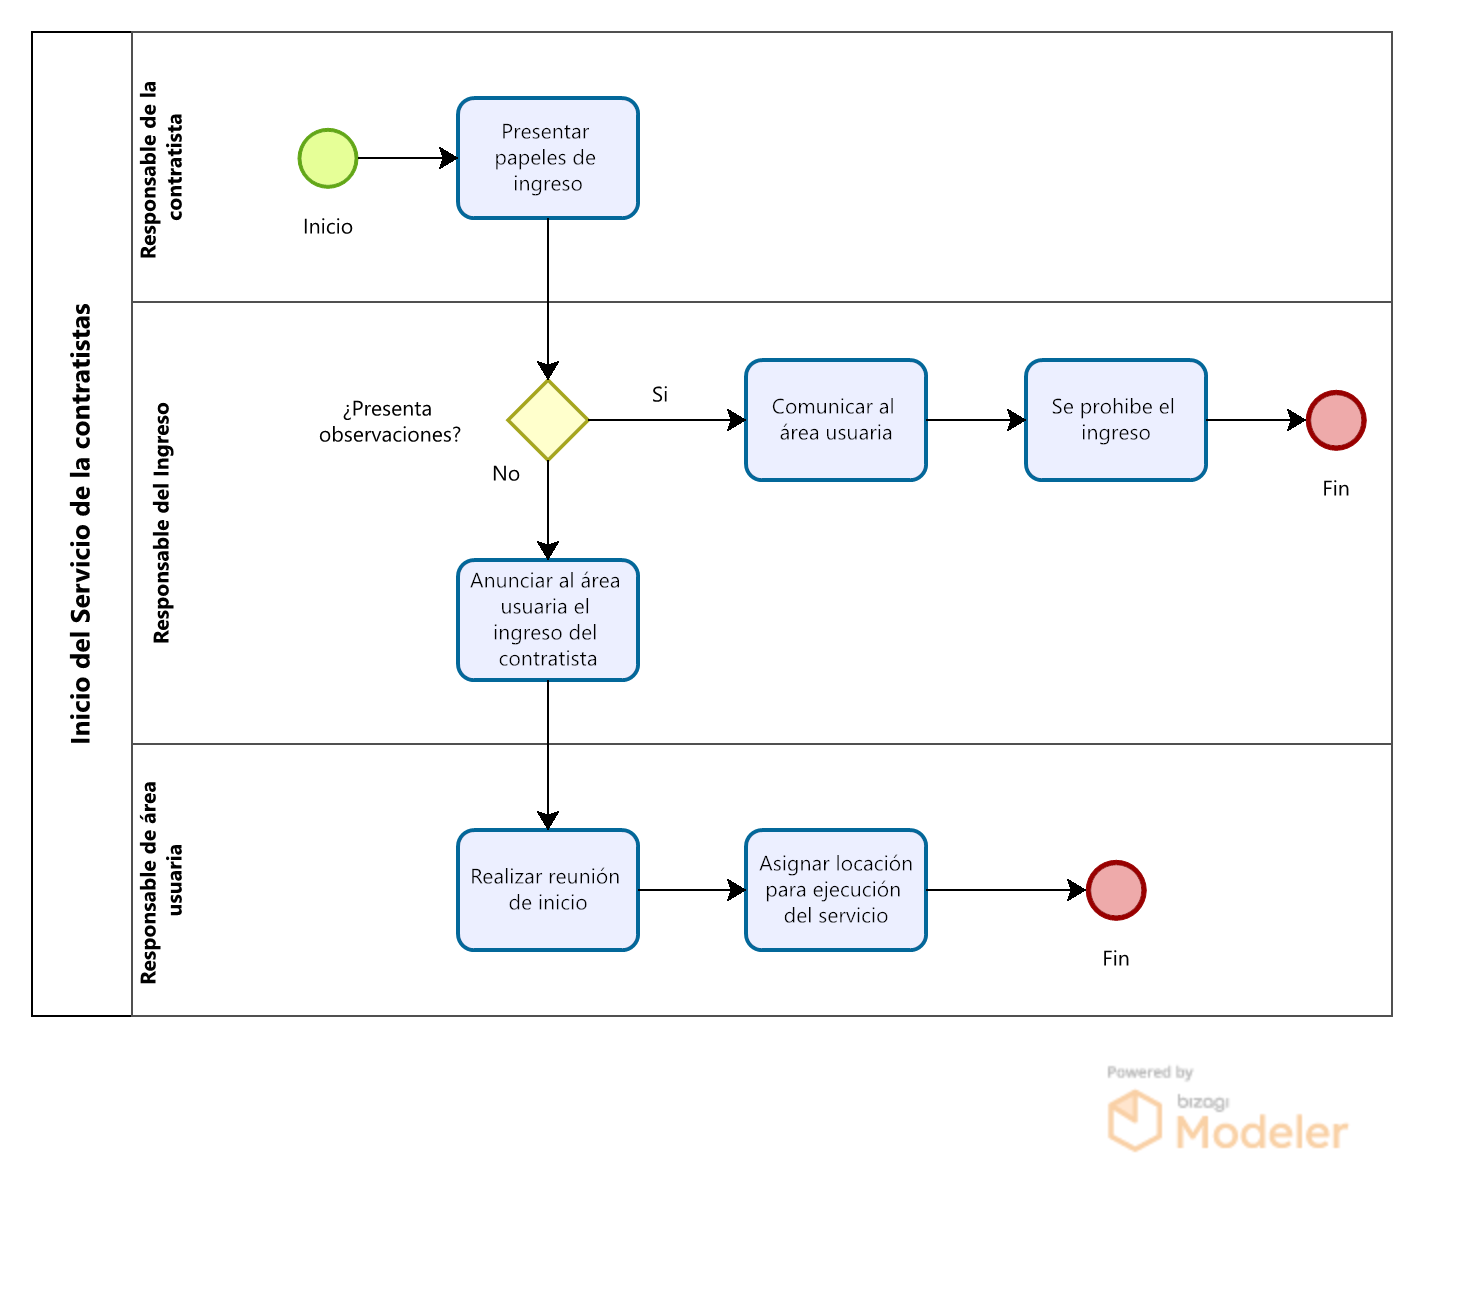 Inicio del Servicio de la contratistas
Responsable de la
contratista
Inicio
Presentar
papeles de
ingreso
Responsable del Ingreso
¿Presenta
observaciones?
Si
No
Comunicar al
área usuaria
Se prohibe el
ingreso
Fin
Anunciar al área
usuaria el
ingreso del
contratista
Responsable de área
usuaria
Realizar reunión
de inicio
Asignar locación
para ejecución
del servicio
Fin
Powered by
bizagi
Modeler